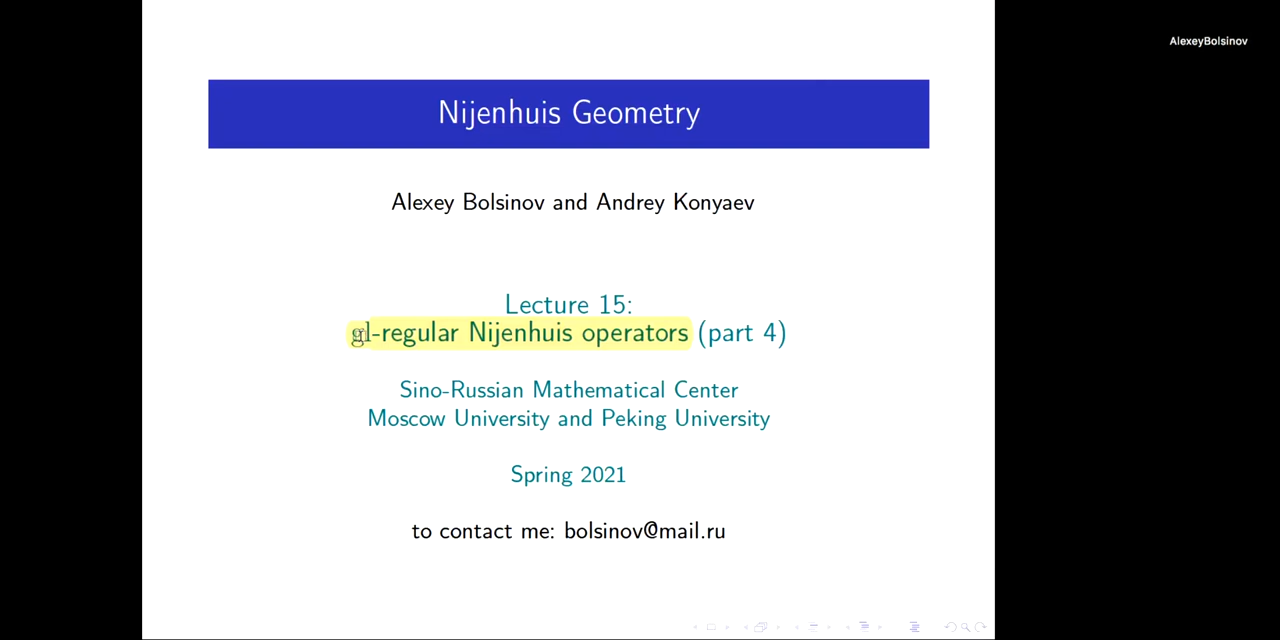 AlexeyBolsinov
Nijenhuis Geometry
Alexey Bolsinov and Andrey Konyaev
Lecture 15:
gl-regular Nijenhuis operators (part 4)
Sino-Russian Mathematical Center
Moscow University and Peking University
Spring 2021
to contact me: bolsinov@mail.ru